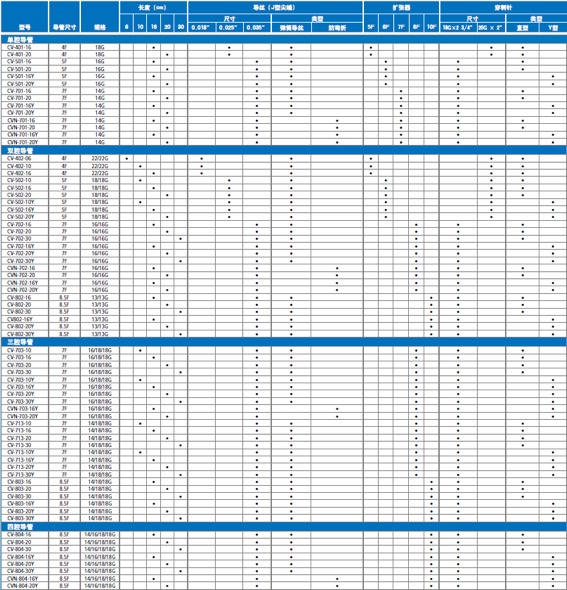 长度 (cm) 导丝 (J型尖端) 扩张器 穿刺针
尺寸 类型 尺寸 类型
型号 导管尺寸 规格 6 10 16 20 30 0.018" 0.025" 0.035" 弹簧导丝 防弯折 5F 6F 7F 8F 10F 18G×2 3/4" 20G × 2" 直型 Y型
单腔导管
CV-401-16 4F 18G
CV-401-20 4F 18G
CV-501-16 5F 16G
CV-501-20 5F 16G
CV-501-16Y 5F 16G
CV-501-20Y 5F 16G
CV-701-16 7F 14G
CV-701-20 7F 14G
CV-701-16Y 7F 14G
CV-701-20Y 7F 14G
CVN-701-16 7F 14G
CVN-701-20 7F 14G
CVN-701-16Y 7F 14G
CVN-701-20Y 7F 14G
双腔导管
CV-402-06 4F 22/22G
CV-402-10 4F 22/22G
CV-402-16 4F 22/22G
CV-502-10 5F 18/18G
CV-502-16 5F 18/18G
CV-502-20 5F 18/18G
CV-502-10Y 5F 18/18G
CV-502-16Y 5F 18/18G
CV-502-20Y 5F 18/18G
CV-702-16 7F 16/16G
CV-702-20 7F 16/16G
CV-702-30 7F 16/16G
CV-702-16Y 7F 16/16G
CV-702-20Y 7F 16/16G
CV-702-30Y 7F 16/16G
CVN-702-16 7F 16/16G
CVN-702-20 7F 16/16G
CVN-702-16Y 7F 16/16G
CVN-702-20Y 7F 16/16G
CV-802-16 8.5F 13/13G
CV-802-20 8.5F 13/13G
CV-802-30 8.5F 13/13G
CV802-16Y 8.5F 13/13G
CV-802-20Y 8.5F 13/13G
CV-802-30Y 8.5F 13/13G
三腔导管
CV-703-10 7F 16/18/18G
CV-703-16 7F 16/18/18G
CV-703-20 7F 16/18/18G
CV-703-30 7F 16/18/18G
CV-703-10Y 7F 16/18/18G
CV-703-16Y 7F 16/18/18G
CV-703-20Y 7F 16/18/18G
CV-703-30Y 7F 16/18/18G
CVN-703-16Y 7F 16/18/18G
CVN-703-20Y 7F 16/18/18G
CV-713-10 7F 14/18/18G
CV-713-16 7F 14/18/18G
CV-713-20 7F 14/18/18G
CV-713-30 7F 14/18/18G
CV-713-10Y 7F 14/18/18G
CV-713-16Y 7F 14/18/18G
CV-713-20Y 7F 14/18/18G
CV-713-30Y 7F 14/18/18G
CV-803-16 8.5F 14/18/18G
CV-803-20 8.5F 14/18/18G
CV-803-30 8.5F 14/18/18G
CV-803-16Y 8.5F 14/18/18G
CV-803-20Y 8.5F 14/18/18G
CV-803-30Y 8.5F 14/18/18G
四腔导管
CV-804-16 8.5F 14/16/18/18G
CV-804-20 8.5F 14/16/18/18G
CV-804-30 8.5F 14/16/18/18G
CV-804-16Y 8.5F 14/16/18/18G
CV-804-20Y 8.5F 14/16/18/18G
CV-804-30Y 8.5F 14/16/18/18G
CVN-804-16Y 8.5F 14/16/18/18G
CVN-804-20Y 8.5F 14/16/18/18G